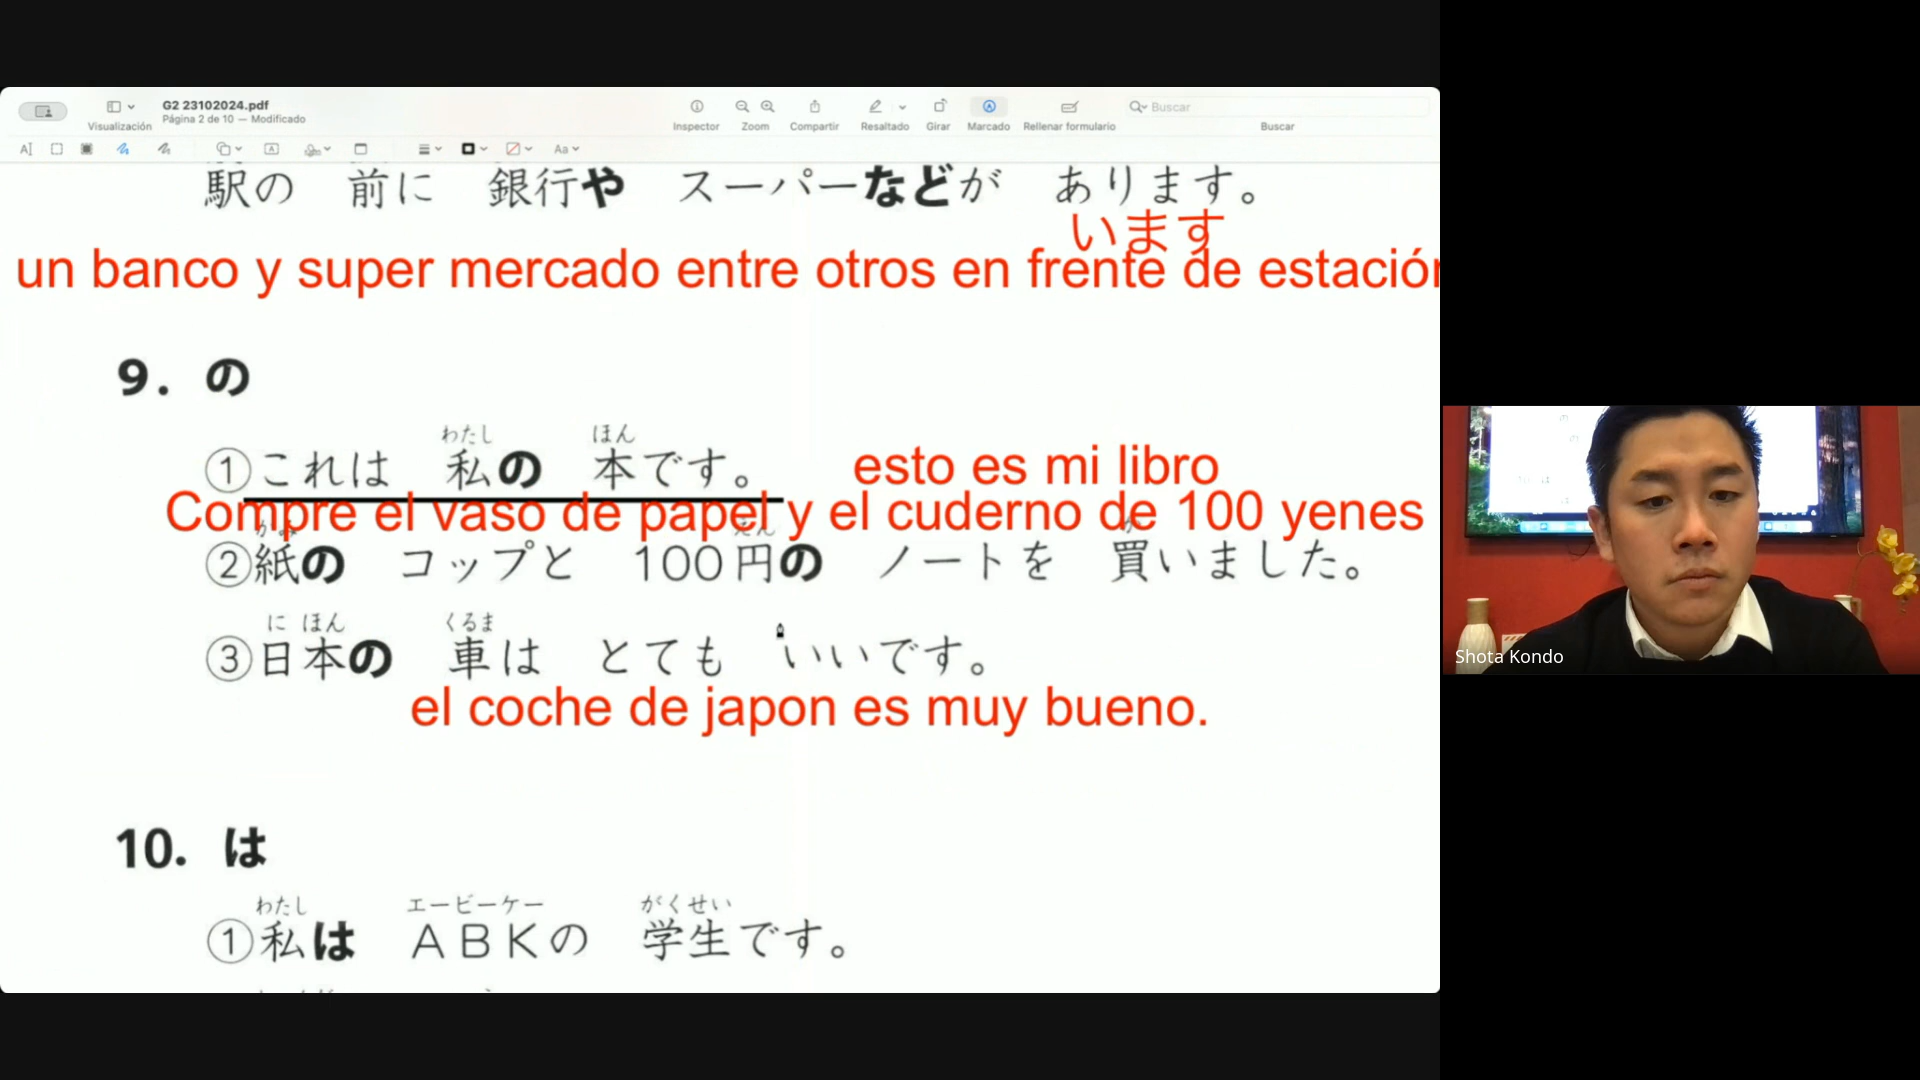 G2 23102024.pdf
Página 2 de 10 — Modificado
Visualización
Inspector
Zoom
Compartir
Resaltado
Girar
Marcado
Rellenar formulario
Buscar
Buscar
駅の 前に 銀行や スーパーなどが あります。
います
un banco y super mercado entre otros en frente de estación
9. の
わたし ほん
①これは 私の 本です。 esto es mi libro
Compre el vaso de papel y el cuderno de 100 yenes
②紙の コップと 100円の ノートを 買いました。
に ほん くるま
③日本の 車は とても いいです。
el coche de japon es muy bueno.
10. は
わたし エービーケー がくせい
①私は ABKの 学生です。
Shota Kondo